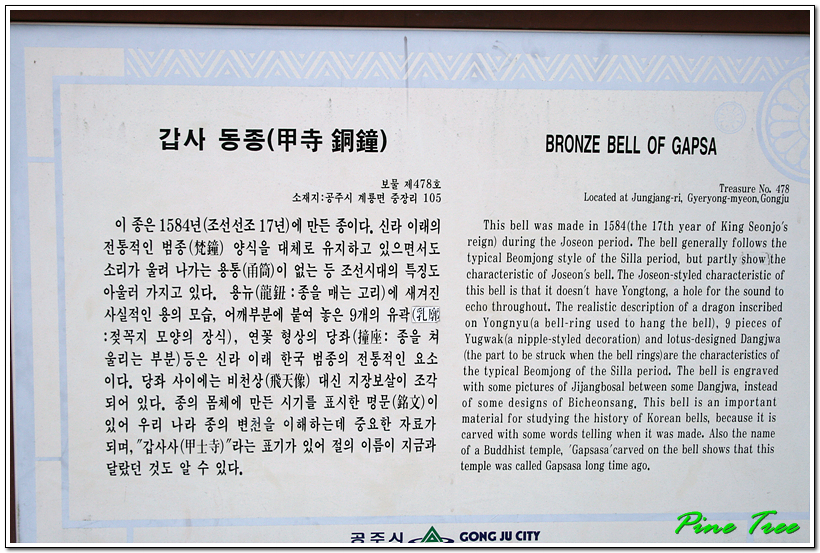 갑사 동종(甲寺 銅鐘)
보물 제478호
소재지:공주시 계룡면 중장리 105
이 종은 1584년(조선선조 17년)에 만든 종이다. 신라 이래의
전통적인 범종(梵鐘) 양식을 대체로 유지하고 있으면서도
소리가 울려 나가는 용통(甬筒)이 없는 등 조선시대의 특징도
아울러 가지고 있다. 용뉴(龍鈕:종을 매는 고리)에 새겨진
사실적인 용의 모습, 어깨부분에 붙여 놓은 9개의 유곽(乳廓
:젖꼭지 모양의 장식), 연꽃 형상의 당좌(撞座: 종을 쳐
울리는 부분)등은 신라 이래 한국 범종의 전통적인 요소
이다. 당좌 사이에는 비천상(飛天像) 대신 지장보살이 조각
되어 있다. 종의 몸체에 만든 시기를 표시한 명문(銘文)이
있어 우리 나라 종의 변천을 이해하는데 중요한 자료가
되며, "갑사사(甲士寺)"라는 표기가 있어 절의 이름이 지금과
달랐던 것도 알 수 있다.
BRONZE BELL OF GAPSA
Treasure No. 478
Located at Jungjang-ri, Gyeryong-myeon,Gongju
This bell was made in 1584(the 17th year of King Seonjo's
reign) during the Joseon period. The bell generally follows the
typical Beomjong style of the Silla period, but partly show the
characteristic of Joseon's bell. The Joseon-styled characteristic of
this bell is that it doesn't have Yongtong, a hole for the sound to
echo throughout. The realistic description of a dragon inscribed
on Yongnyu(a bell-ring used to hang the bell), 9 pieces of
Yugwak(a nipple-styled decoration) and lotus-designed Dangjwa
(the part to be struck when the bell rings)are the characteristics of
the typical Beomjong of the Silla period. The bell is engraved
with some pictures of Jijangbosal between some Dangjwa, instead
of some designs of Bicheonsang. This bell is an important
material for studying the history of Korean bells, because it is
carved with some words telling when it was made. Also the name
of a Buddhist temple, 'Gapsasa'carved on the bell shows that this
temple was called Gapsasa long time ago.
공주시 GONG JU CITY
Pine Tree